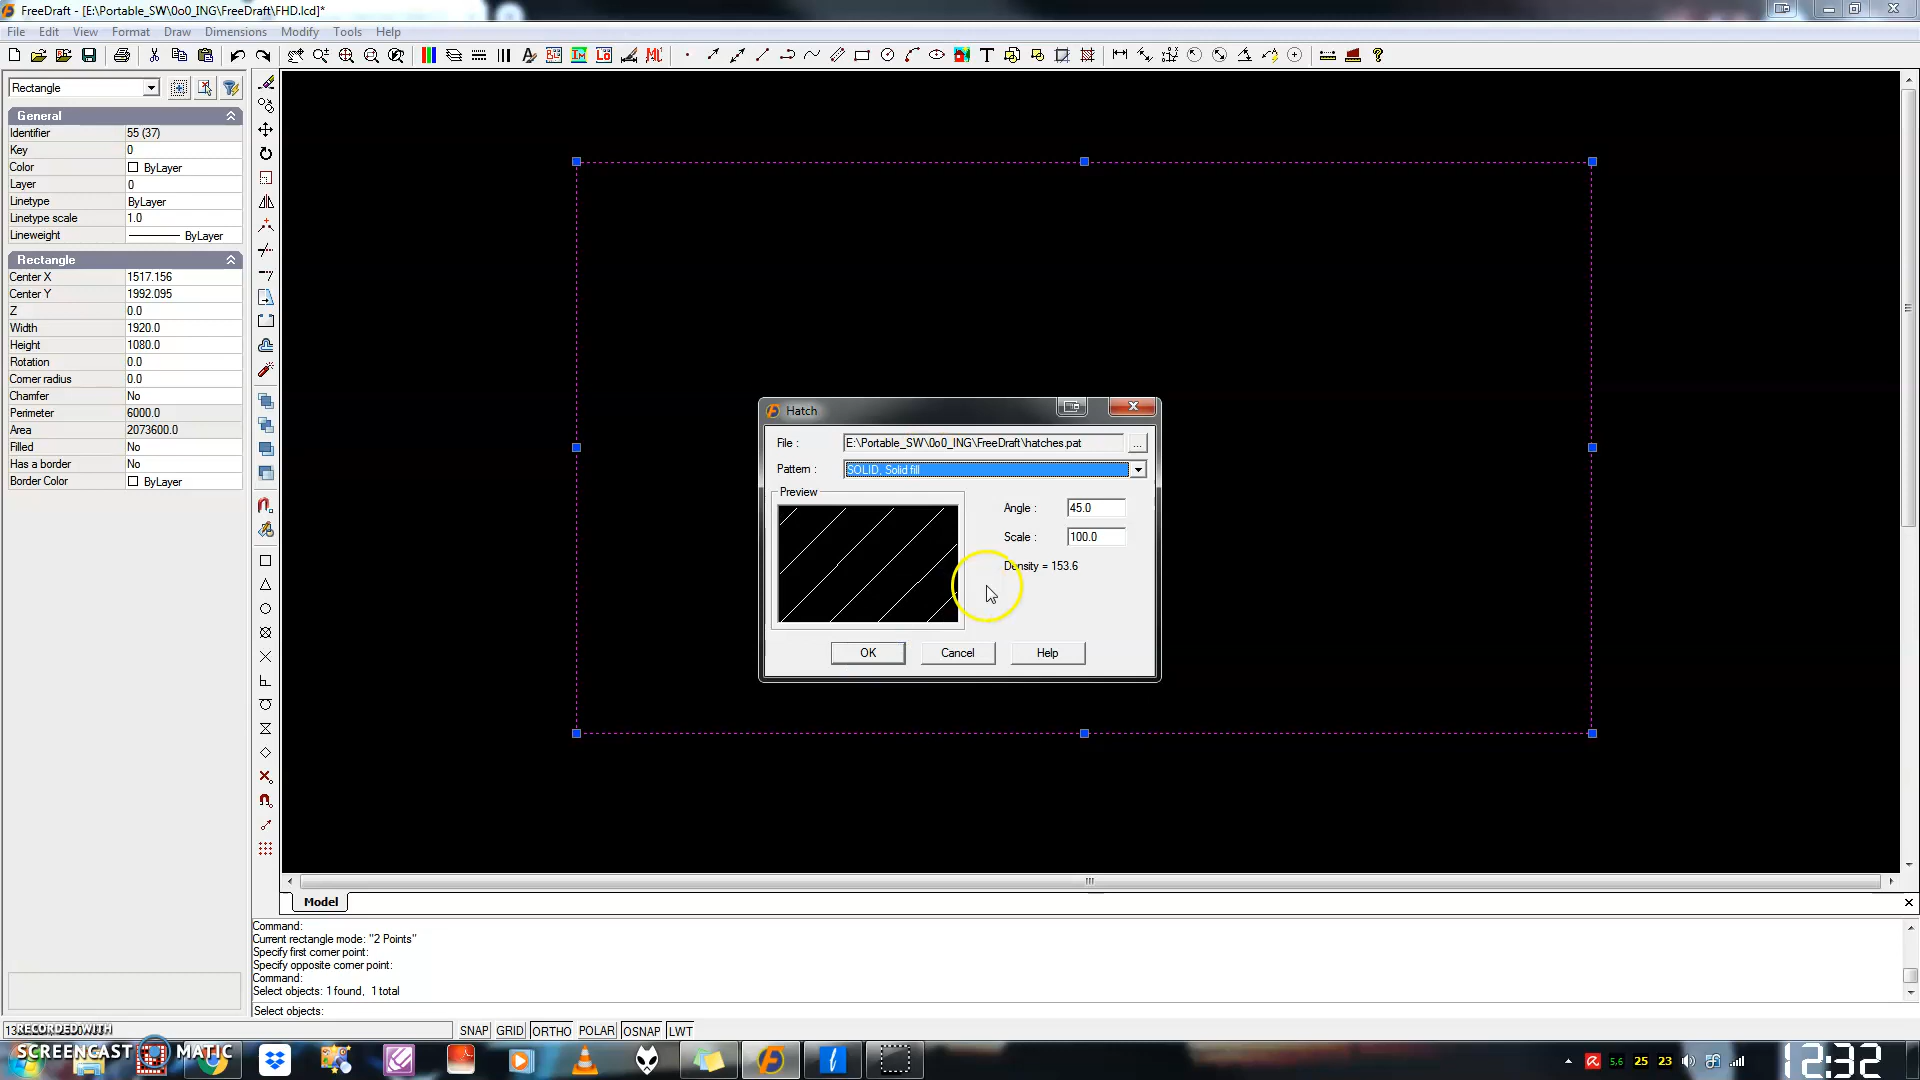 FreeDraft - [E:\Portable_SW\0o0_ING\FreeDraft\FHD.lcd]*
File Edit View Format Draw Dimensions Modify Tools Help
Rectangle
General
Identifier 55 (37)
Key 0
Color ByLayer
Layer 0
Linetype ByLayer
Linetype scale 1.0
Lineweight ByLayer
Rectangle
Center X 1517.156
Center Y 1992.095
Z 0.0
Width 1920.0
Height 1080.0
Rotation 0.0
Corner radius 0.0
Chamfer No
Perimeter 6000.0
Area 2073600.0
Filled No
Has a border No
Border Color ByLayer
Hatch
File : E:\Portable_SW\0o0_ING\FreeDraft\hatches.pat ...
Pattern : SOLID, Solid fill
Preview
Angle : 45.0
Scale : 100.0
Density = 153.6
OK Cancel Help
Model
Command:
Current rectangle mode: "2 Points"
Specify first corner point:
Specify opposite corner point:
Command:
Select objects: 1 found, 1 total
Select objects:
SNAP GRID ORTHO POLAR OSNAP LWT
RECORDED WITH
SCREENCAST MATIC
5,6 25 23 12:32